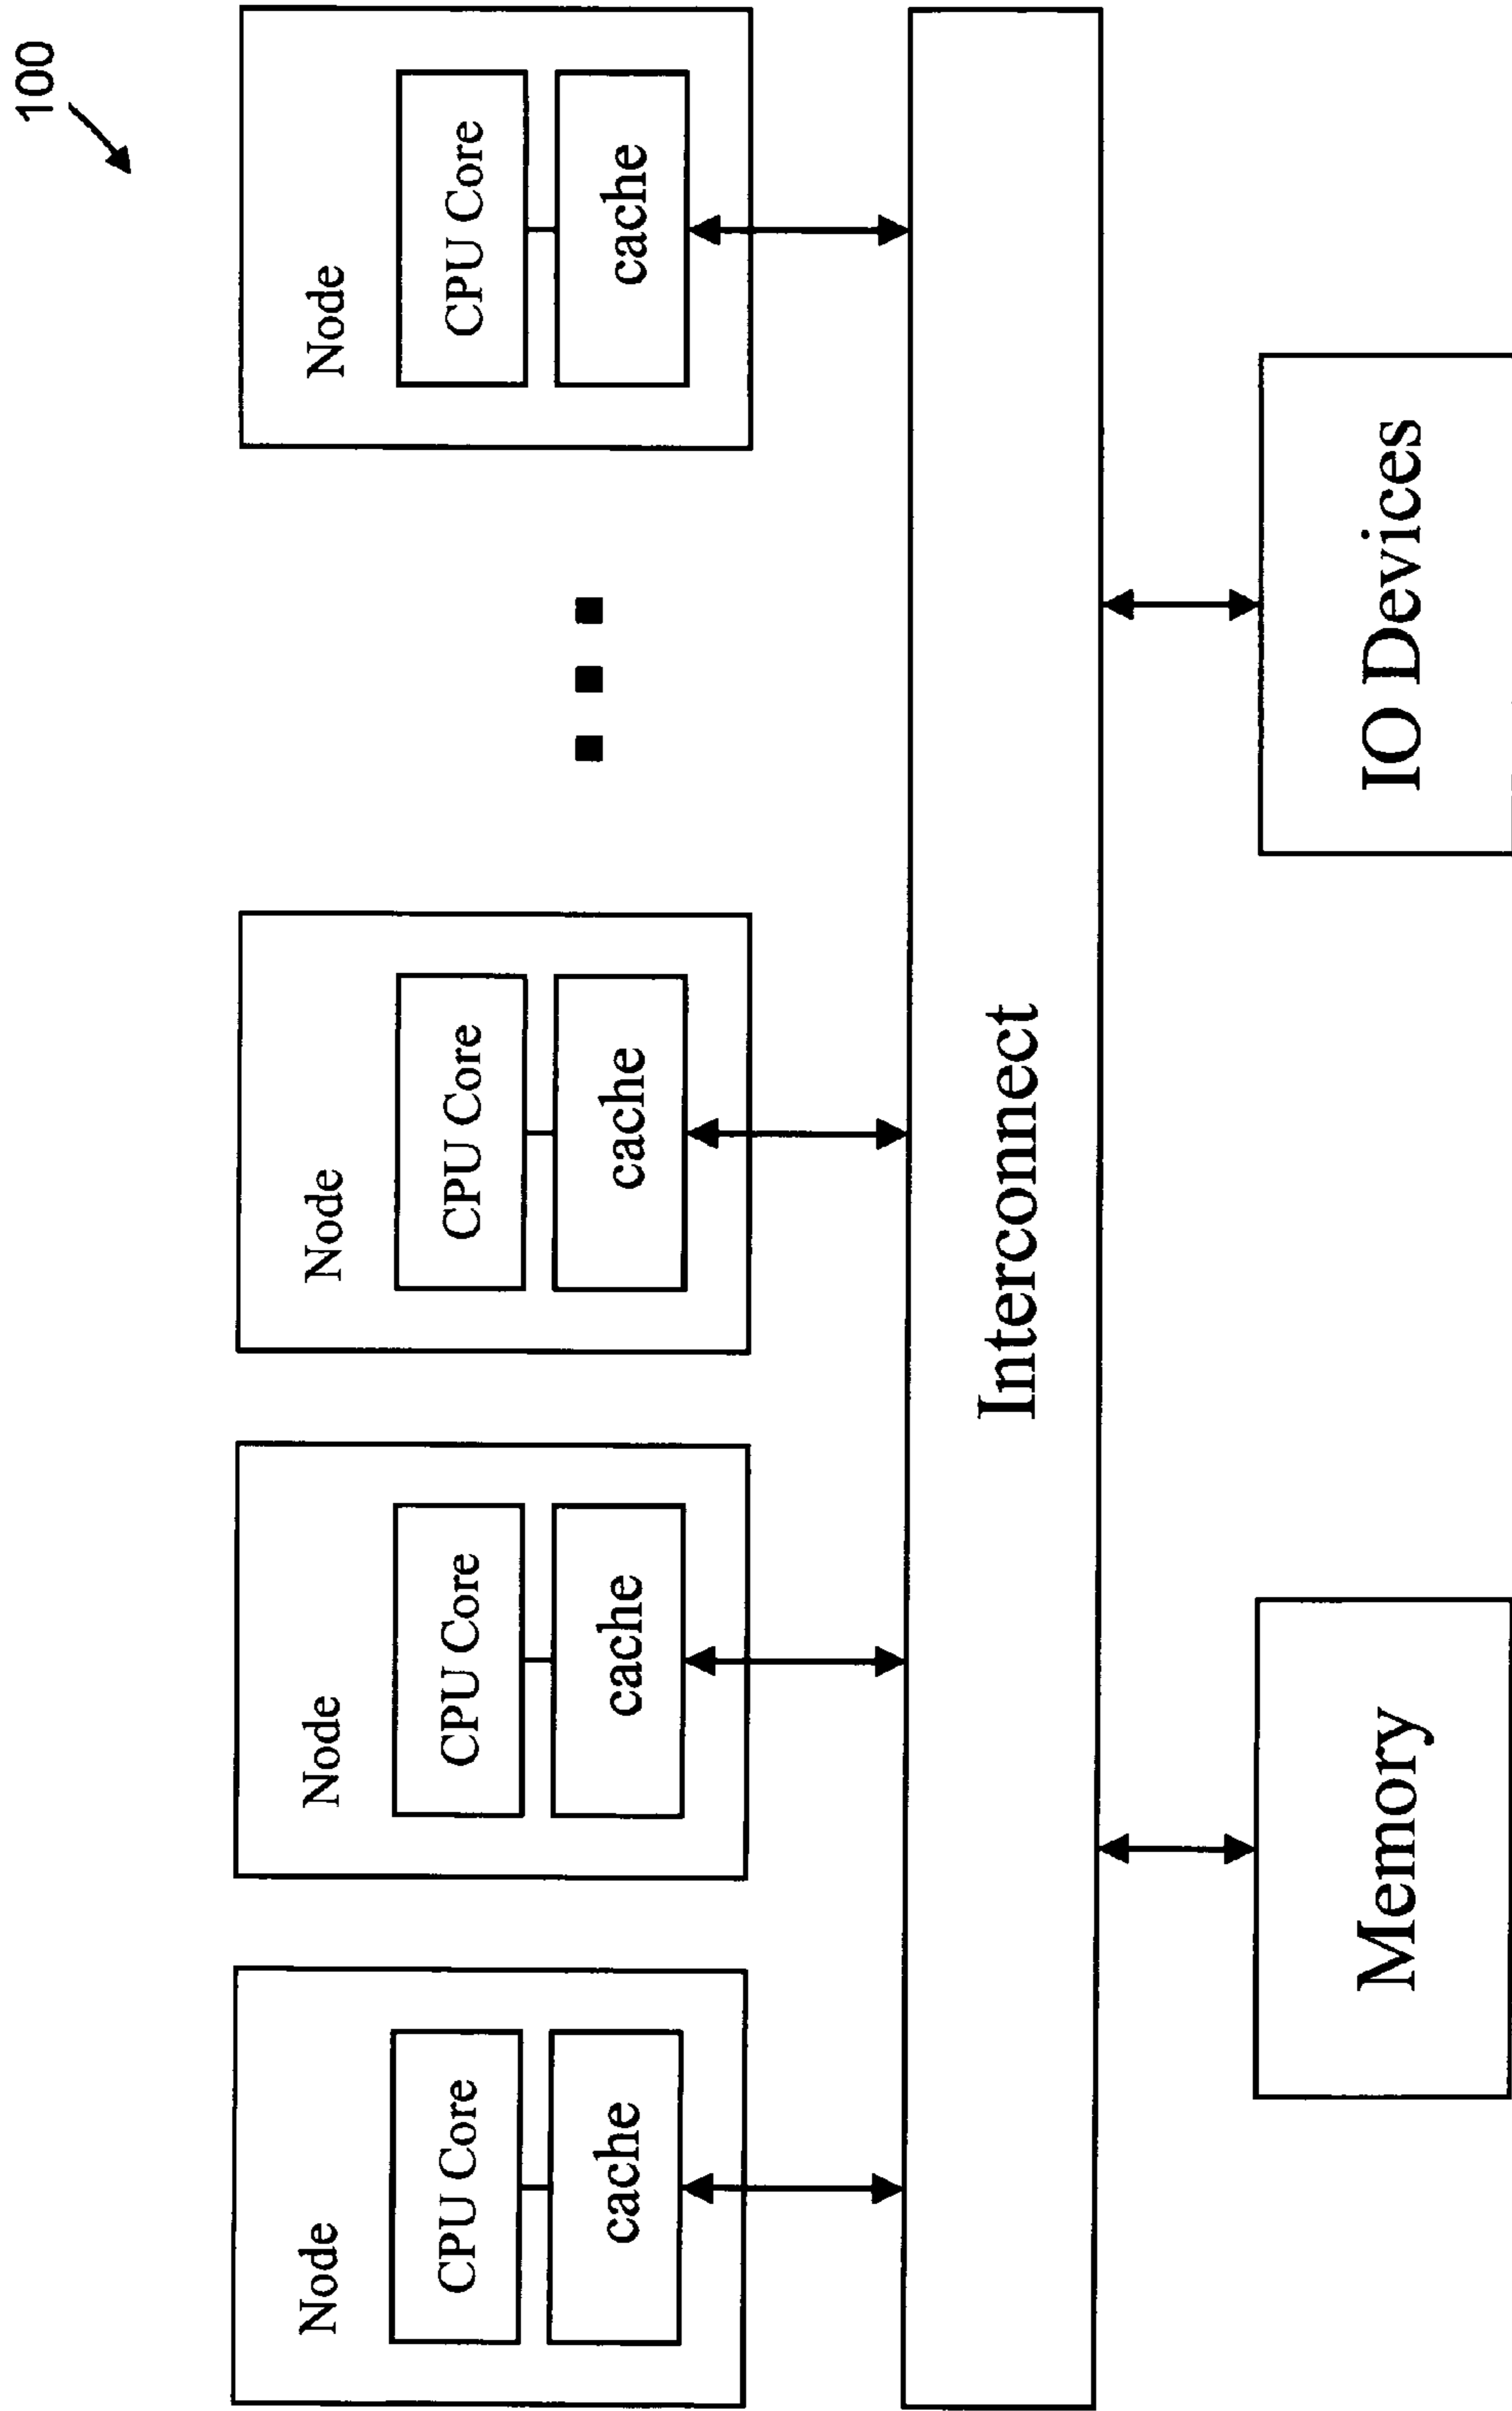 100
Node
CPU Core
cache
Node
CPU Core
cache
Node
CPU Core
cache
Node
CPU Core
cache
Interconnect
Memory
IO Devices